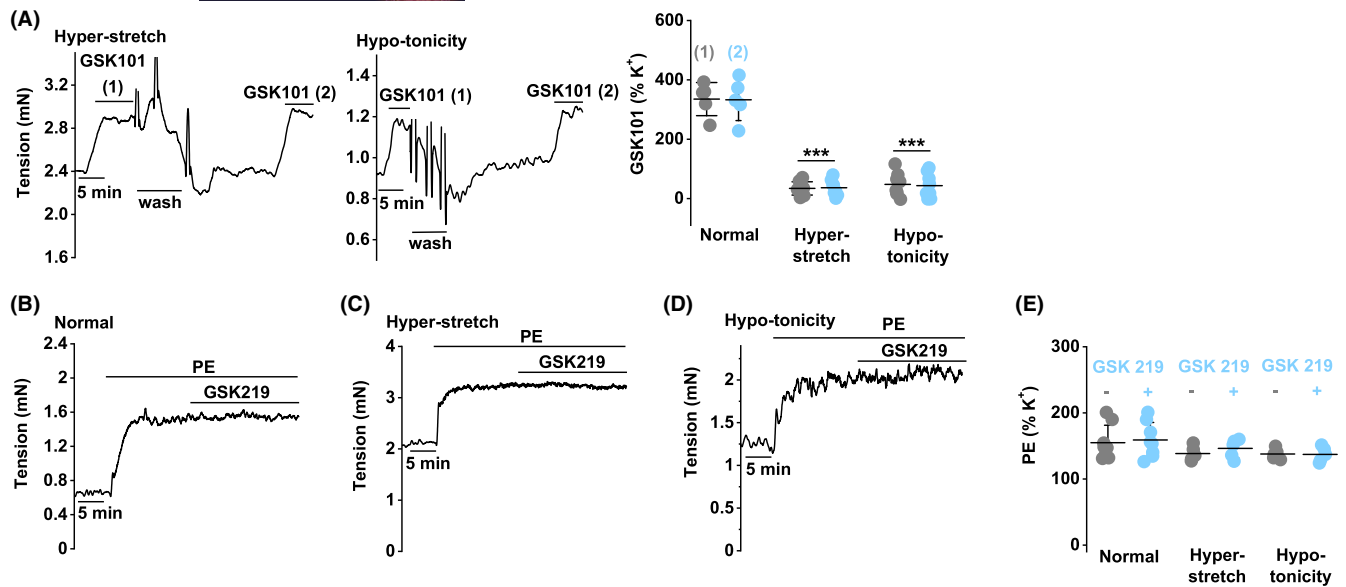 (A)
Hyper-stretch
GSK101
(1)
GSK101 (2)
Tension (mN)
3.2
2.8
2.4
2.0
1.6
5 min
wash
Hypo-tonicity
GSK101 (1)
GSK101 (2)
1.4
1.2
1.0
0.8
0.6
5 min
wash
GSK101 (% K+)
600
400
200
0
(1) (2)
***
***
Normal
Hyper-
stretch
Hypo-
tonicity
(B)
Normal
Tension (mN)
2.4
2
1.6
1.2
0.8
0.4
0
PE
GSK219
5 min
(C)
Hyper-stretch
Tension (mN)
4
3
2
1
0
PE
GSK219
5 min
(D)
Hypo-tonicity
Tension (mN)
2
1.5
1
0.5
0
PE
GSK219
5 min
(E)
PE (% K+)
300
200
100
0
GSK 219 GSK 219 GSK 219
- + - + - +
Normal
Hyper-
stretch
Hypo-
tonicity